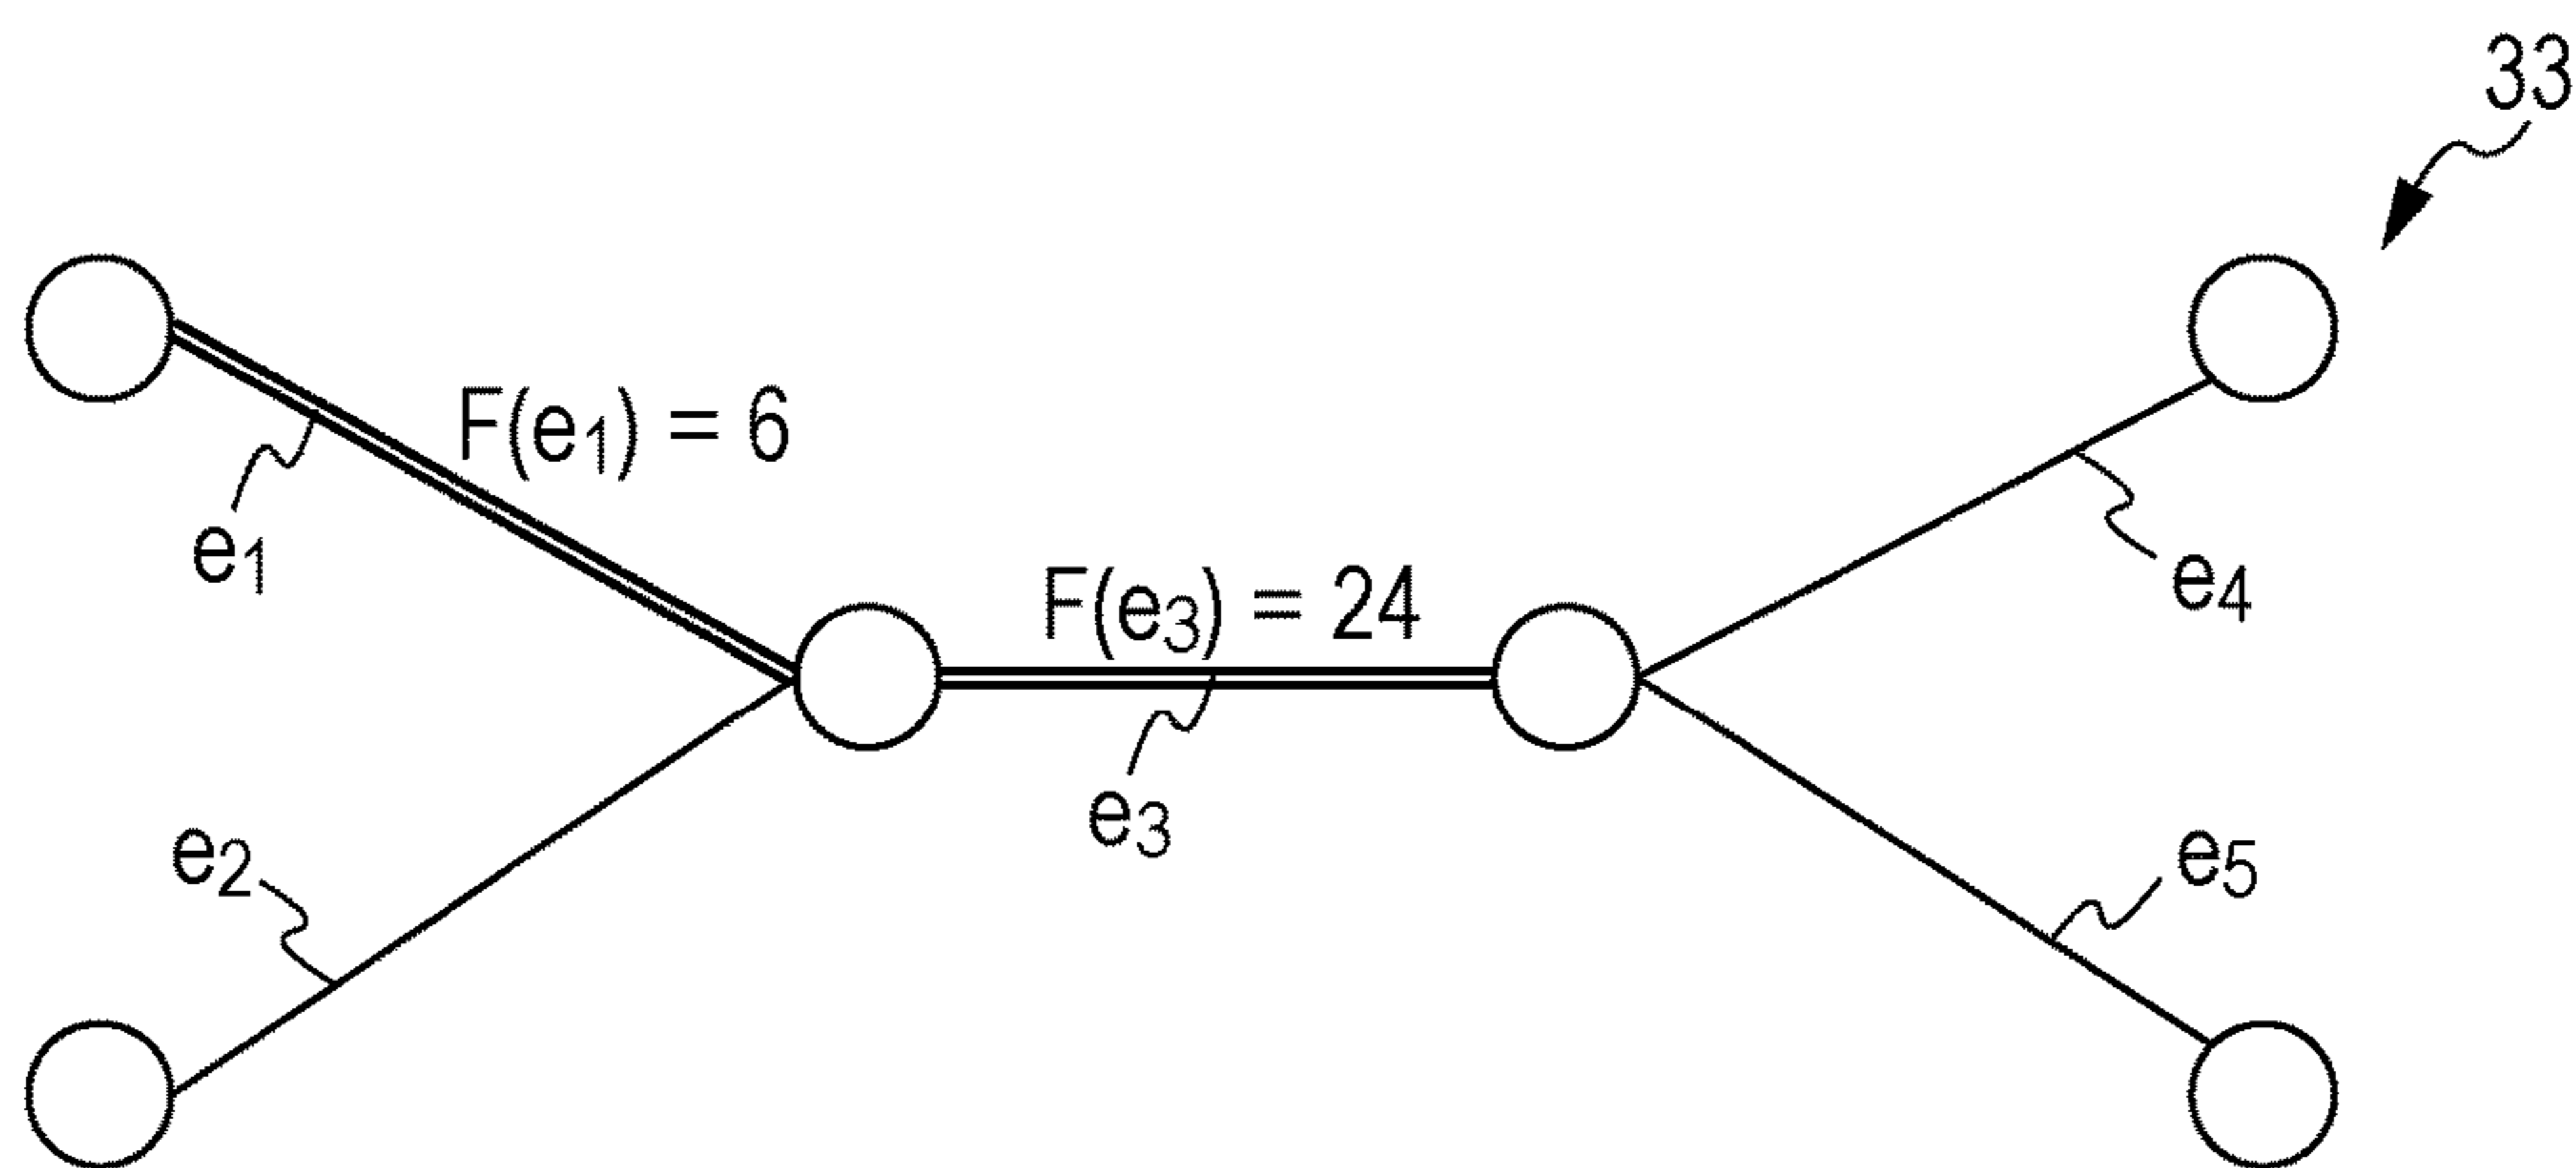 33
F(e1) = 6
e1
F(e3) = 24
e4
e3
e2
e5